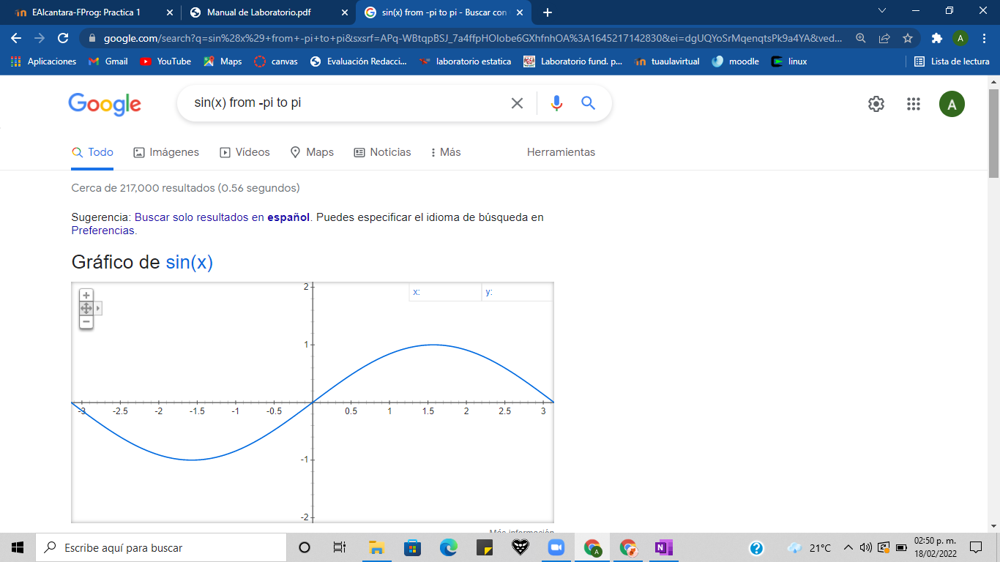 EAlcantara-FProg: Practica 1
Manual de Laboratorio.pdf
sin(x) from -pi to pi - Buscar con
google.com/search?q=sin%28x%29+from+-pi+to+pi&sxsrf=APq-WBtqpBSJ_7a4ffpHOlobe6GXhfnhOA%3A1645217142830&ei=dgUQYoSrMqenqtsPk9a4YA&ved...
A
Aplicaciones
Gmail
YouTube
Maps
canvas
Evaluación Redacci...
laboratorio estatica
Laboratorio fund. p...
tuaulavirtual
moodle
linux
Lista de lectura
Google
sin(x) from -pi to pi
A
Todo
Imágenes
Vídeos
Maps
Noticias
Más
Herramientas
Cerca de 217,000 resultados (0.56 segundos)
Sugerencia: Buscar solo resultados en español. Puedes especificar el idioma de búsqueda en
Preferencias.
Gráfico de sin(x)
x: y:
2
1
-3 -2.5 -2 -1.5 -1 -0.5 0 0.5 1 1.5 2 2.5 3
-1
-2
Más información
Escribe aquí para buscar
21°C
02:50 p. m.
18/02/2022